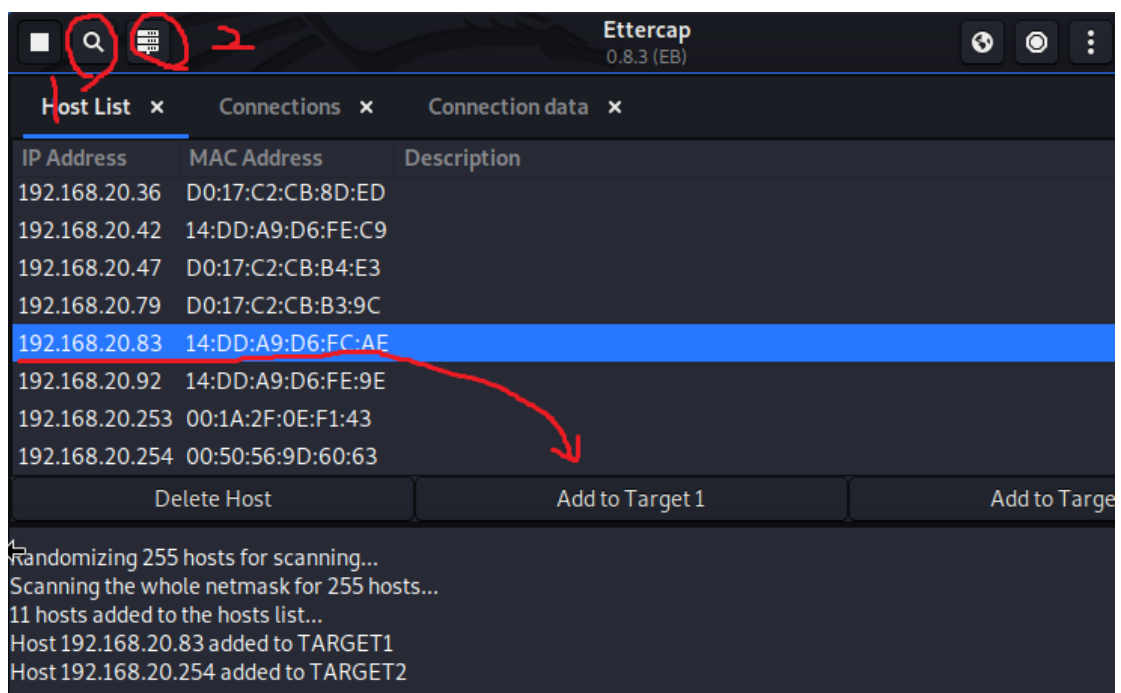 Ettercap
0.8.3 (EB)
1 2
Host List × Connections × Connection data ×
IP Address MAC Address Description
192.168.20.36 D0:17:C2:CB:8D:ED
192.168.20.42 14:DD:A9:D6:FE:C9
192.168.20.47 D0:17:C2:CB:B4:E3
192.168.20.79 D0:17:C2:CB:B3:9C
192.168.20.83 14:DD:A9:D6:FC:AE
192.168.20.92 14:DD:A9:D6:FE:9E
192.168.20.253 00:1A:2F:0E:F1:43
192.168.20.254 00:50:56:9D:60:63
Delete Host Add to Target 1 Add to Targe
Randomizing 255 hosts for scanning...
Scanning the whole netmask for 255 hosts...
11 hosts added to the hosts list...
Host 192.168.20.83 added to TARGET1
Host 192.168.20.254 added to TARGET2